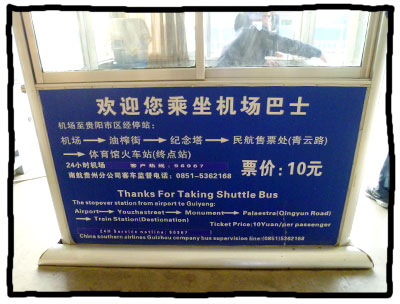 欢迎您乘坐机场巴士
机场至贵阳市区经停站：
机场→油榨街→纪念塔→民航售票处(青云路)
→体育馆火车站(终点站)
24小时机场 客户热线：96067
南航贵州分公司客车监督电话：0851-5362168
票价：10元
Thanks For Taking Shuttle Bus
The stopover station from airport to Guiyang:
Airport→Youzhastreet→Monument→Palaestra(Qingyun Road)
→Train Station(Destionation)
Ticket Price:10Yuan/per passenger
24H Service hotline: 96067
China southern airlines Guizhou company bus supervision line:(0851)5362168